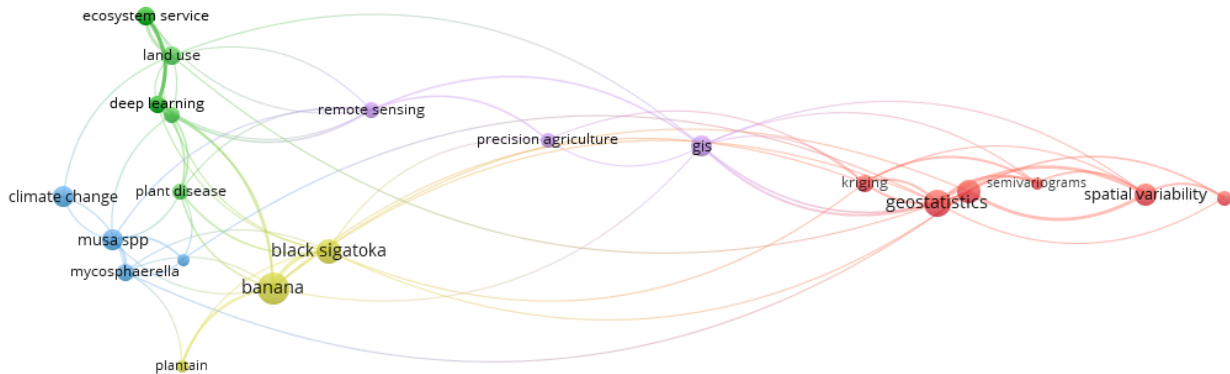 ecosystem service
land use
deep learning
remote sensing
precision agriculture
gis
climate change
plant disease
kriging
semivariograms
geostatistics
spatial variability
musa spp
black sigatoka
mycosphaerella
banana
plantain